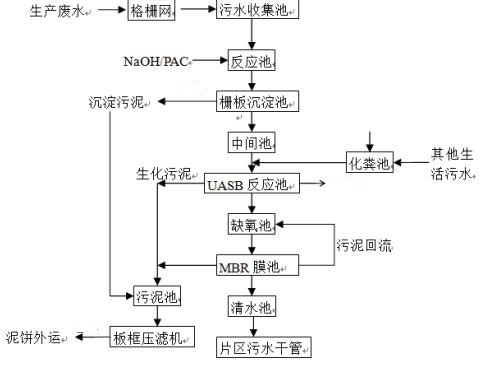 生产废水
格栅网
污水收集池
NaOH/PAC
反应池
沉淀污泥
栅板沉淀池
中间池
化粪池
其他生
活污水
生化污泥
UASB 反应池
缺氧池
污泥回流
MBR 膜池
污泥池
清水池
泥饼外运
板框压滤机
片区污水干管